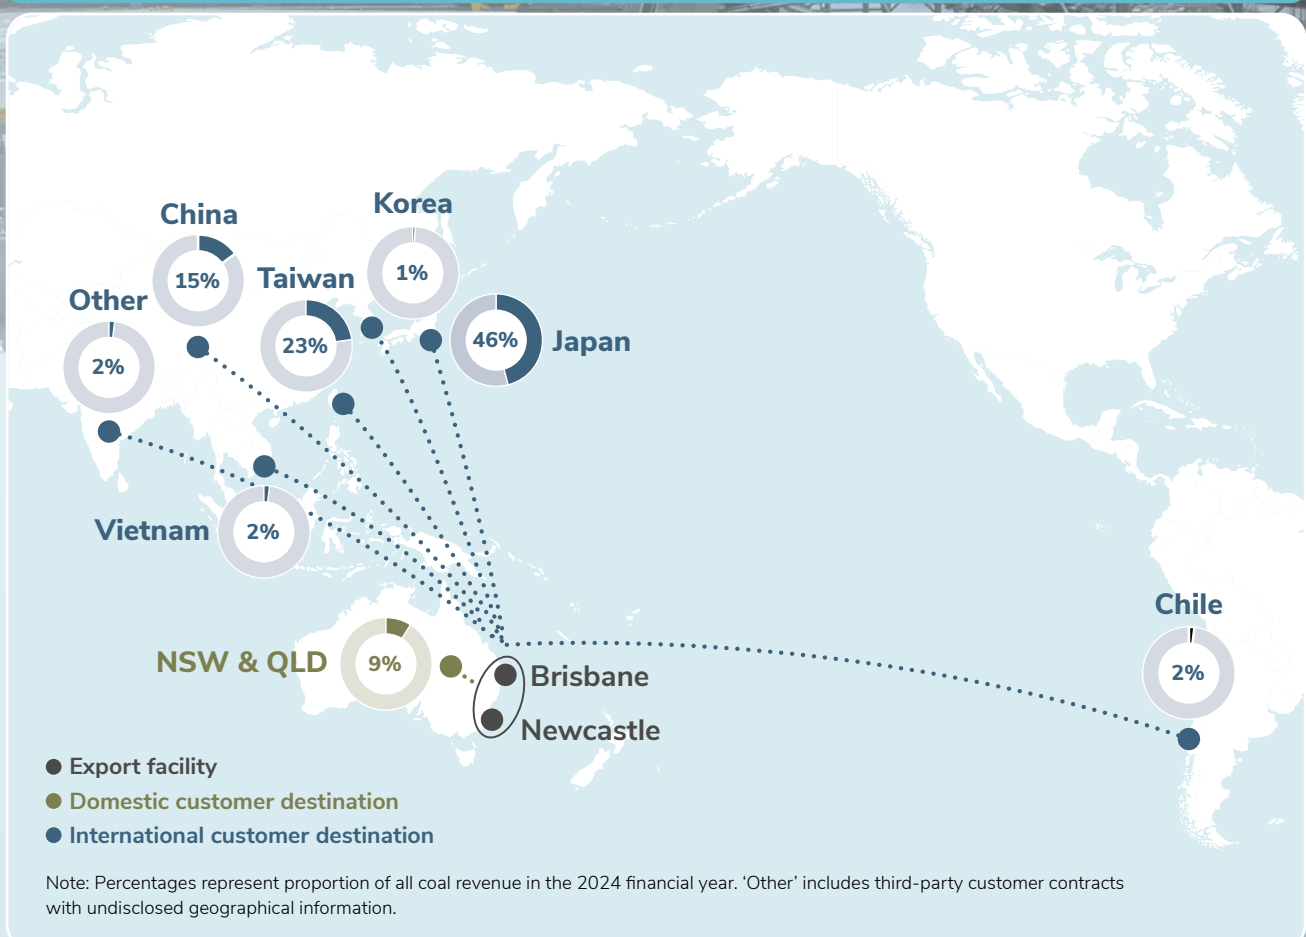 Korea
China
1%
Taiwan
15%
Other
46%
Japan
23%
2%
Vietnam
2%
Chile
NSW & QLD
9%
2%
Brisbane
Newcastle
Export facility
Domestic customer destination
International customer destination
Note: Percentages represent proportion of all coal revenue in the 2024 financial year. ‘Other’ includes third-party customer contracts
with undisclosed geographical information.